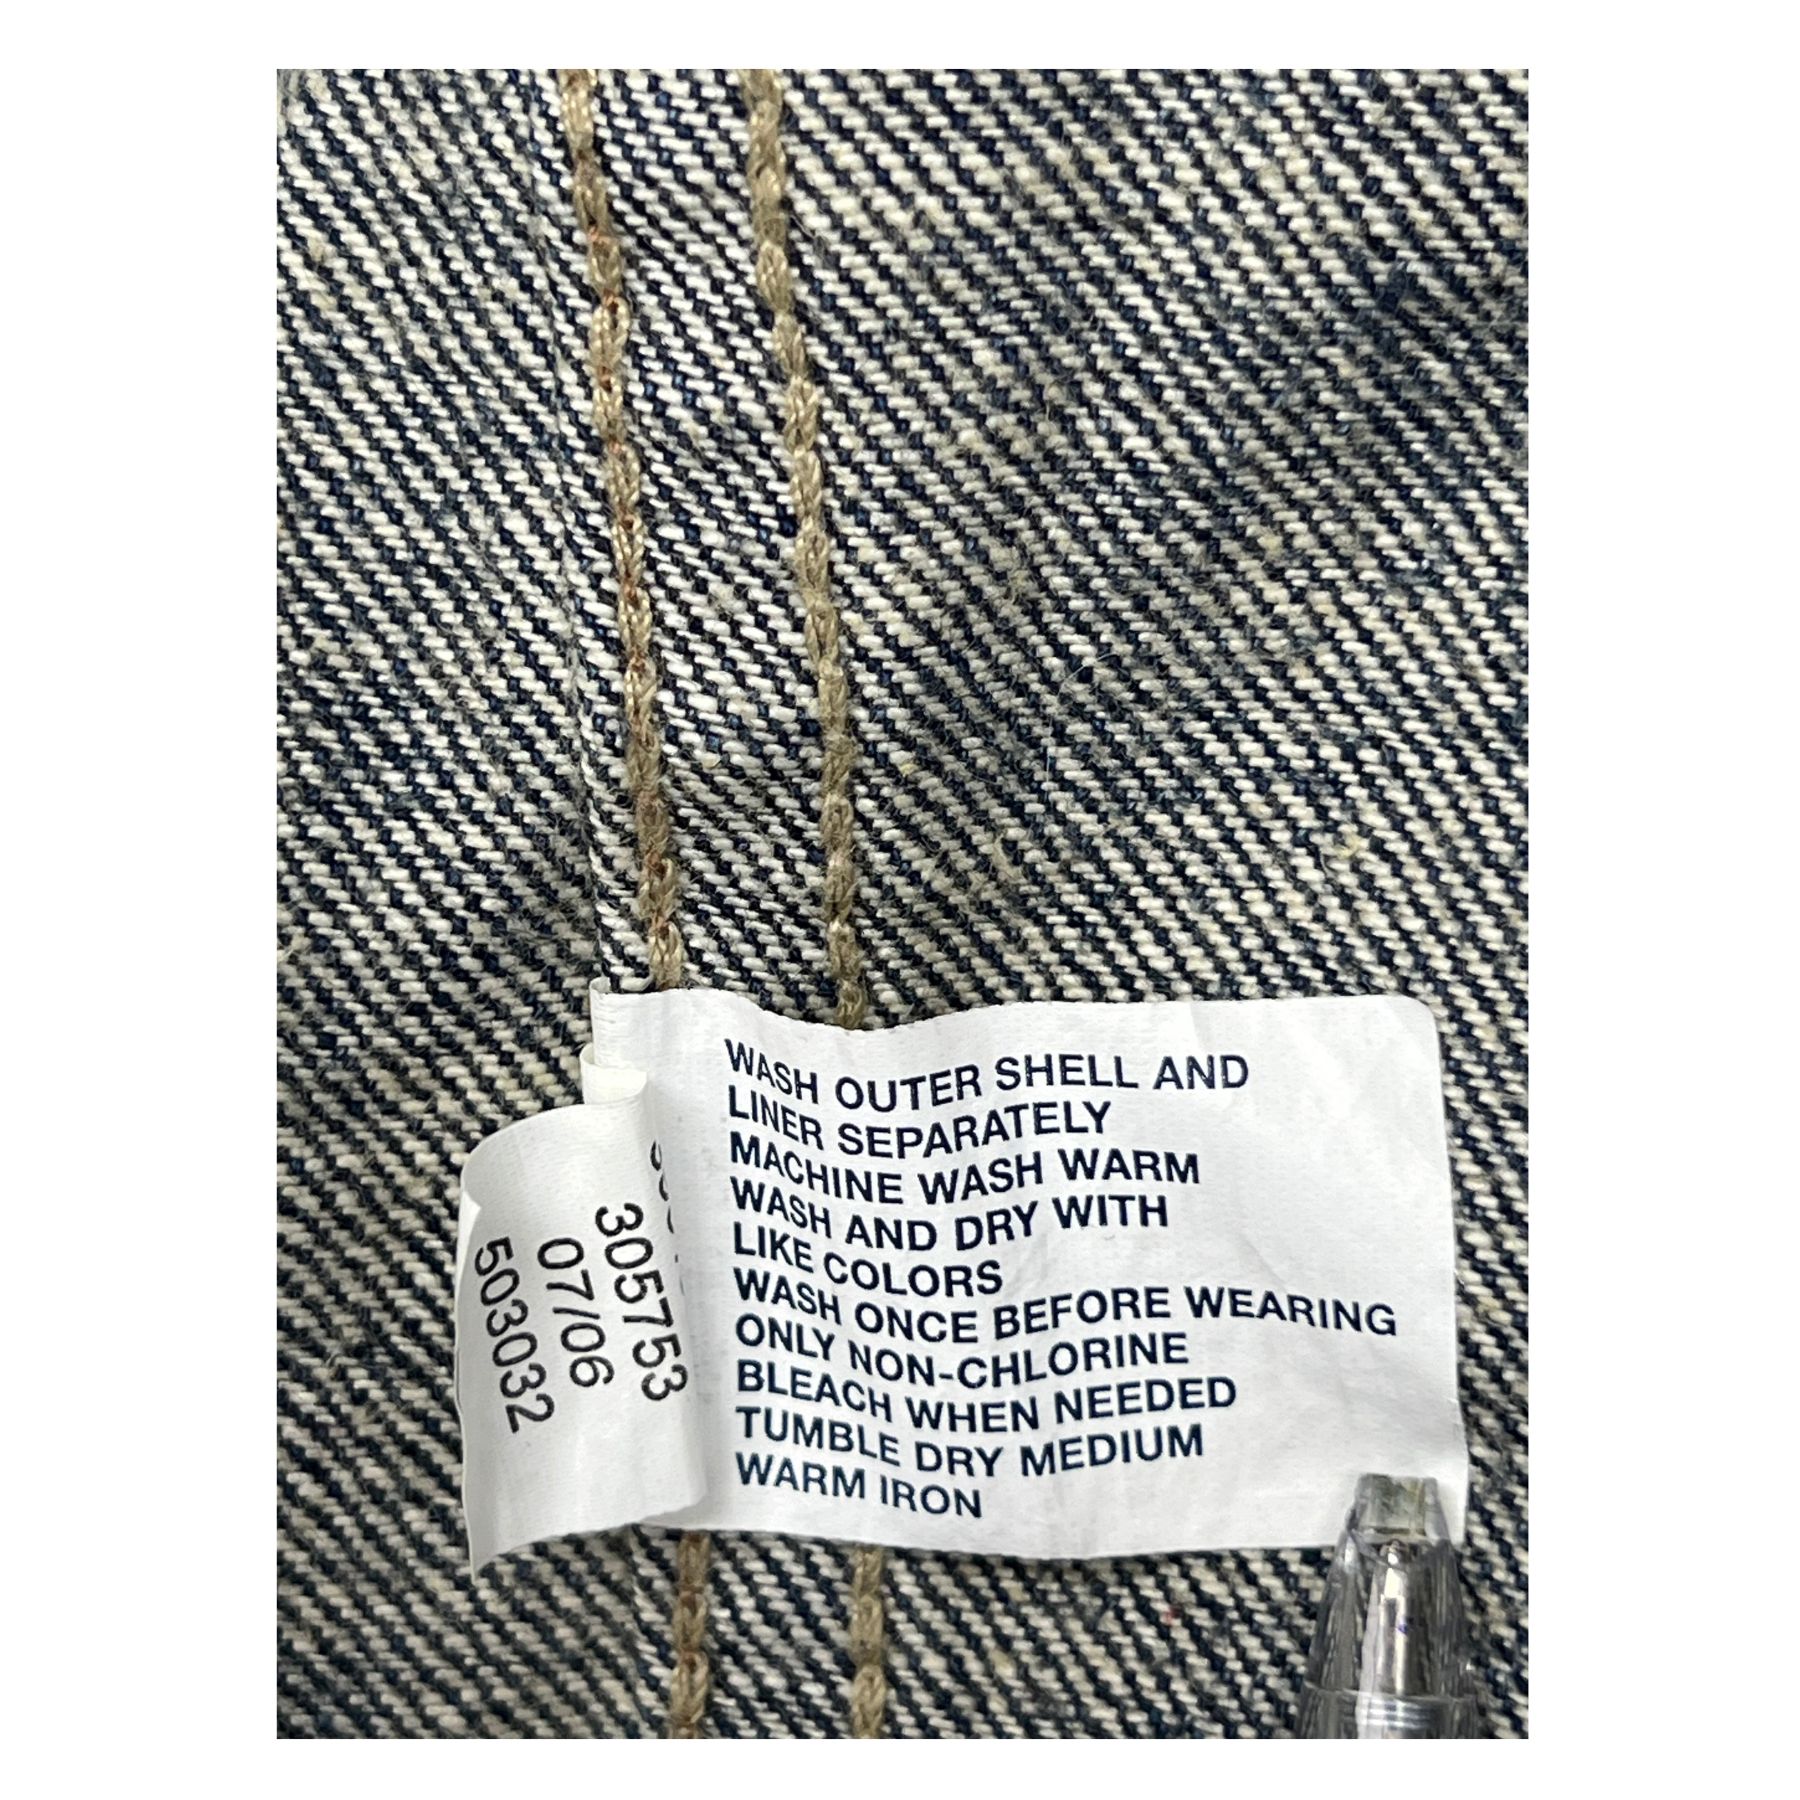 WASH OUTER SHELL AND
LINER SEPARATELY
MACHINE WASH WARM
WASH AND DRY WITH
LIKE COLORS
WASH ONCE BEFORE WEARING
ONLY NON-CHLORINE
BLEACH WHEN NEEDED
TUMBLE DRY MEDIUM
WARM IRON
305753
07/06
503032